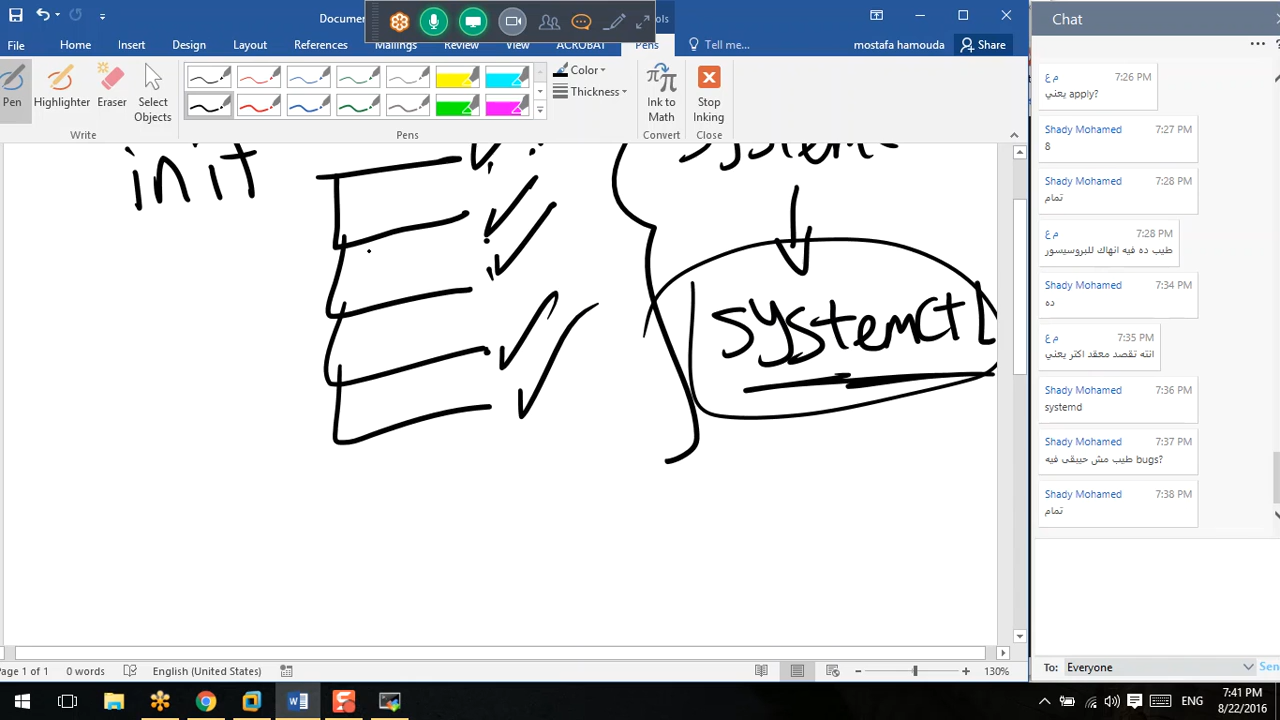 Documen
ols
File
Home
Insert
Design
Layout
References
Mailings
Review
View
ACROBAT
Pens
Tell me...
mostafa hamouda
Share
Pen
Highlighter
Eraser
Select Objects
Write
Pens
Color
Thickness
Ink to Math
Convert
Stop Inking
Close
init
system
systemctl
Chat
م ع 7:26 PM
يعني apply?
Shady Mohamed 7:27 PM
8
Shady Mohamed 7:28 PM
تمام
م ع 7:28 PM
طيب ده فيه انهاك للبروسيسور
Shady Mohamed 7:34 PM
ده
م ع 7:35 PM
انته تقصد معقد اكتر يعني
Shady Mohamed 7:36 PM
systemd
Shady Mohamed 7:37 PM
طيب مش حيبقى فيه bugs?
Shady Mohamed 7:38 PM
تمام
To: Everyone
Sen
Page 1 of 1
0 words
English (United States)
130%
ENG
7:41 PM
8/22/2016